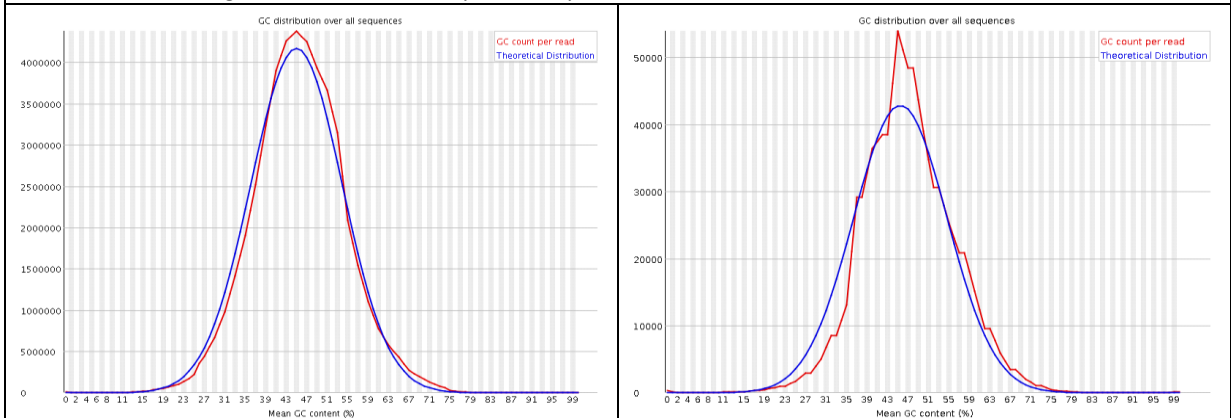 GC distribution over all sequences
GC count per read
Theoretical Distribution
4000000
3500000
3000000
2500000
2000000
1500000
1000000
500000
0
0 2 4 6 8 11 15 19 23 27 31 35 39 43 47 51 55 59 63 67 71 75 79 83 87 91 95 99
Mean GC content (%)
GC distribution over all sequences
GC count per read
Theoretical Distribution
50000
40000
30000
20000
10000
0
0 2 4 6 8 11 15 19 23 27 31 35 39 43 47 51 55 59 63 67 71 75 79 83 87 91 95 99
Mean GC content (%)